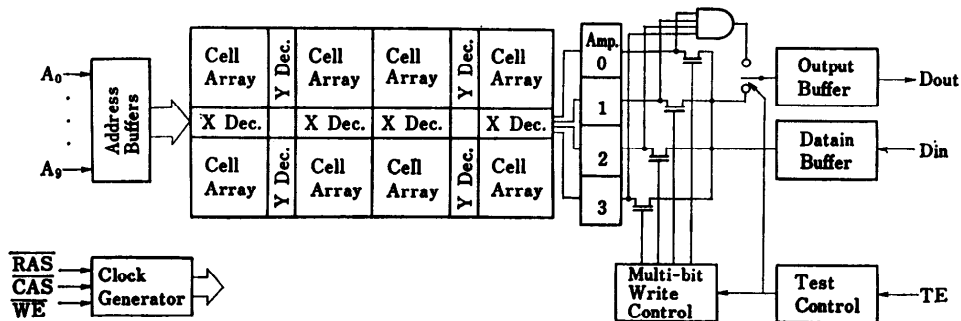 A0
A9
Address Buffers
Cell Array
Y Dec.
Cell Array
Cell Array
Y Dec.
Cell Array
X Dec.
X Dec.
X Dec.
X Dec.
Cell Array
Y Dec.
Cell Array
Cell Array
Y Dec.
Cell Array
Amp. 0
1
2
3
Output Buffer
Dout
Datain Buffer
Din
RAS
CAS
WE
Clock Generator
Multi-bit Write Control
Test Control
TE